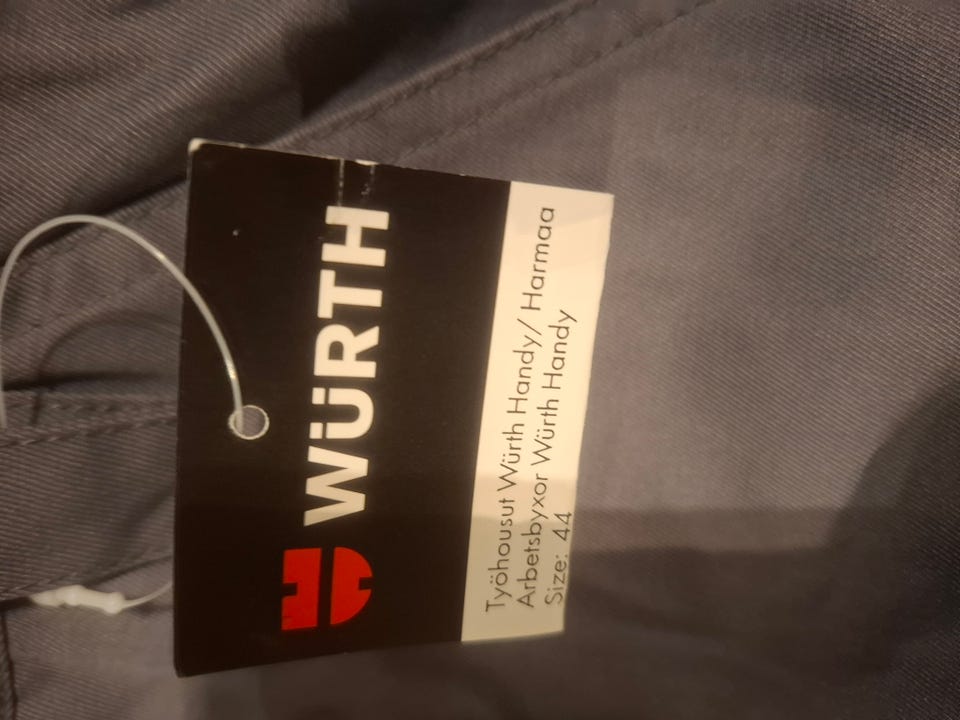 WÜRTH
Työhousut Würth Handy/ Harmaa
Arbetsbyxor Würth Handy
Size: 44